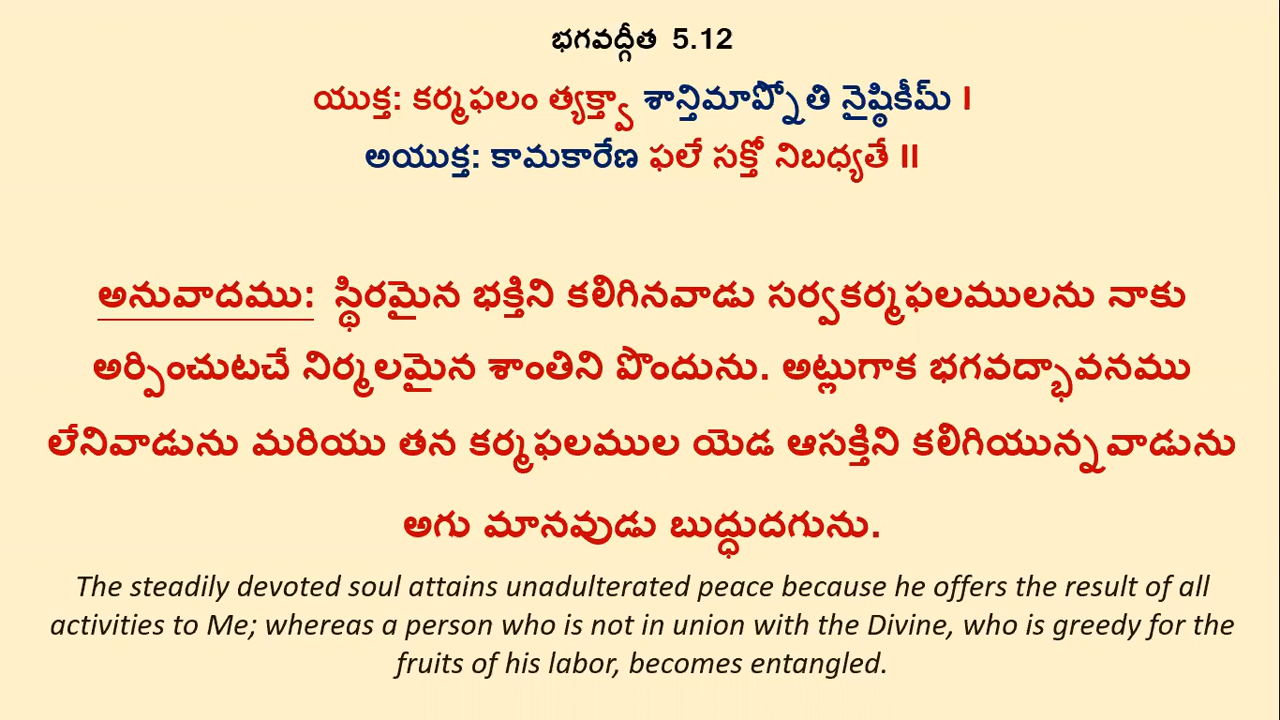 భగవద్గీత 5.12
యుక్త: కర్మఫలం త్యక్త్వా శాన్తిమాప్నోతి నైష్ఠికీమ్ I
అయుక్త: కామకారేణ ఫలే సక్తో నిబధ్యతే II
అనువాదము: స్థిరమైన భక్తిని కలిగినవాడు సర్వకర్మఫలములను నాకు
అర్పించుటచే నిర్మలమైన శాంతిని పొందును. అట్లుగాక భగవద్భావనము
లేనివాడును మరియు తన కర్మఫలముల యెడ ఆసక్తిని కలిగియున్నవాడును
అగు మానవుడు బుద్ధుదగును.
The steadily devoted soul attains unadulterated peace because he offers the result of all
activities to Me; whereas a person who is not in union with the Divine, who is greedy for the
fruits of his labor, becomes entangled.